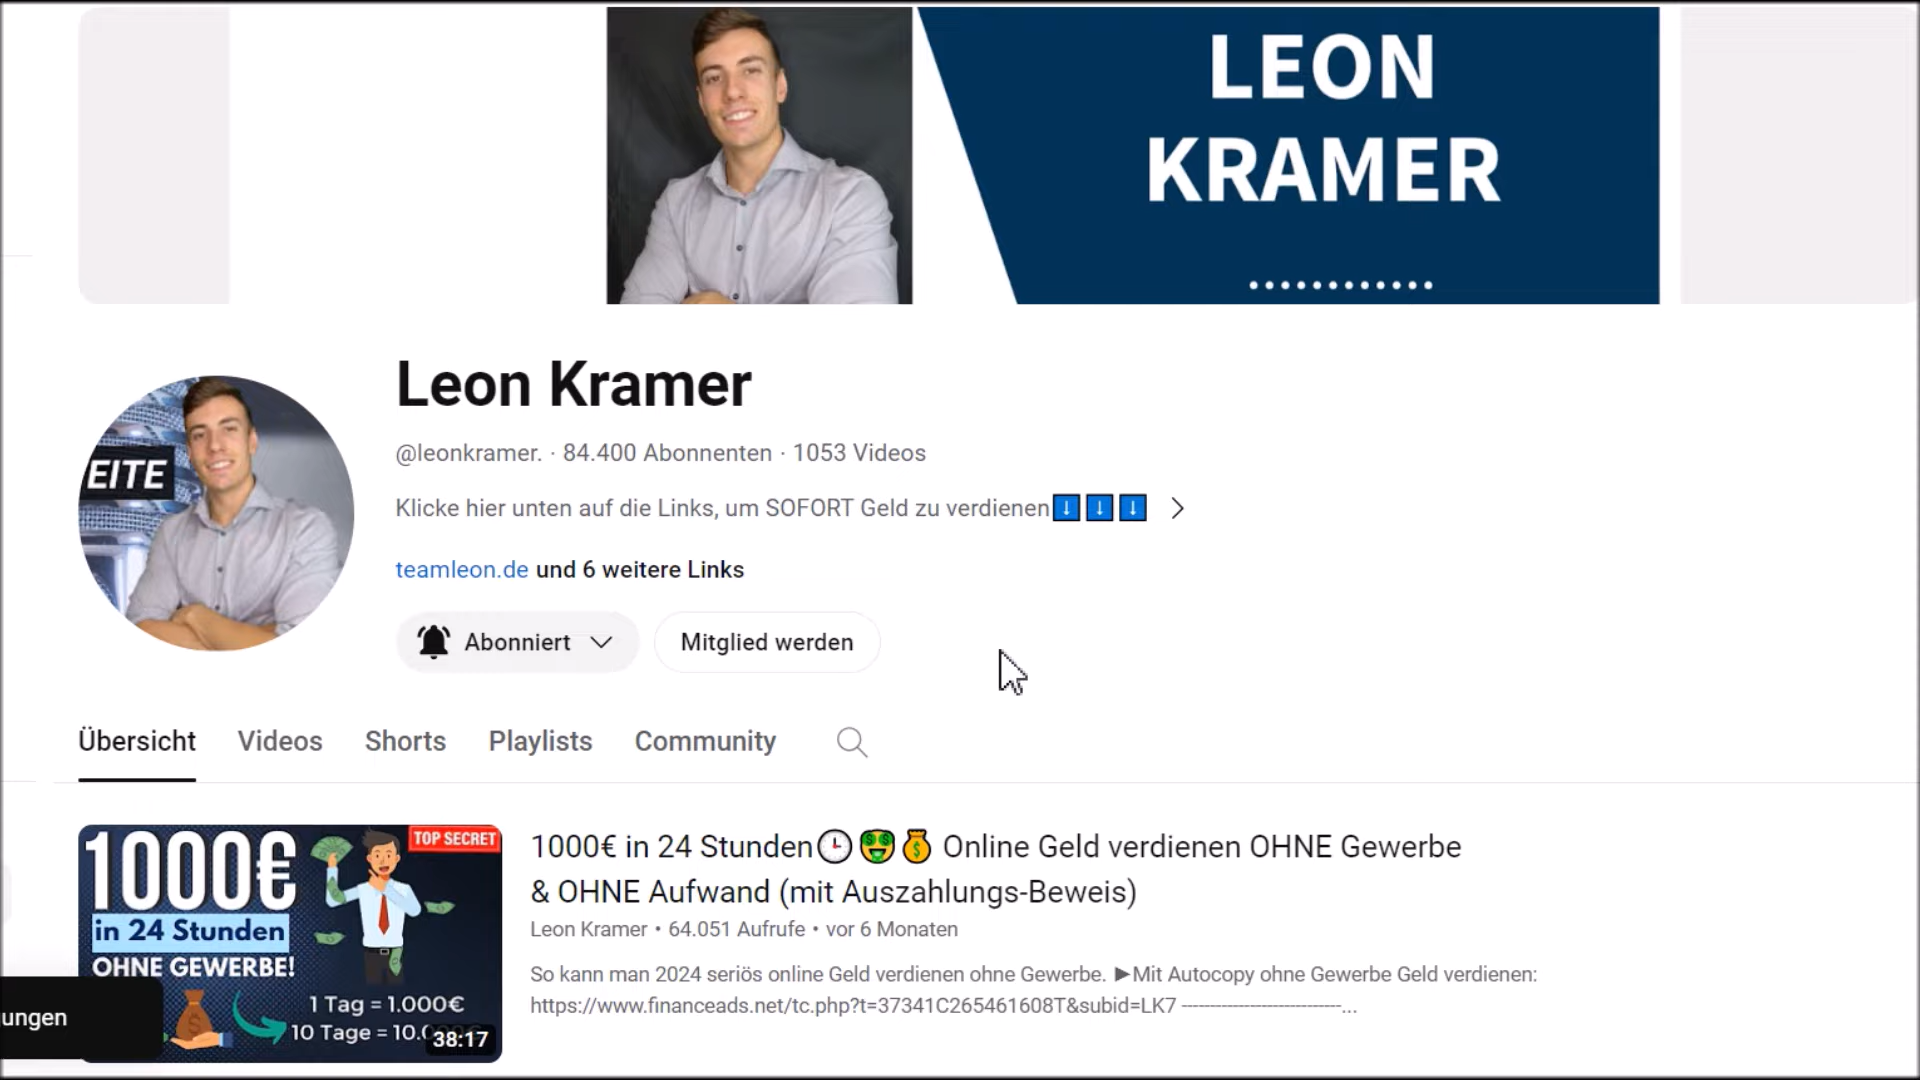 LEON
KRAMER
EITE
Leon Kramer
@leonkramer. · 84.400 Abonnenten · 1053 Videos
Klicke hier unten auf die Links, um SOFORT Geld zu verdienen⬇️⬇️⬇️
teamleon.de und 6 weitere Links
Abonniert
Mitglied werden
Übersicht Videos Shorts Playlists Community
1000€
TOP SECRET
in 24 Stunden
OHNE GEWERBE!
1 Tag = 1.000€
10 Tage = 10.0
38:17
ungen
1000€ in 24 Stunden🕒🤑💰 Online Geld verdienen OHNE Gewerbe
& OHNE Aufwand (mit Auszahlungs-Beweis)
Leon Kramer • 64.051 Aufrufe • vor 6 Monaten
So kann man 2024 seriös online Geld verdienen ohne Gewerbe. ►Mit Autocopy ohne Gewerbe Geld verdienen:
https://www.financeads.net/tc.php?t=37341C265461608T&subid=LK7 ----------------------------...